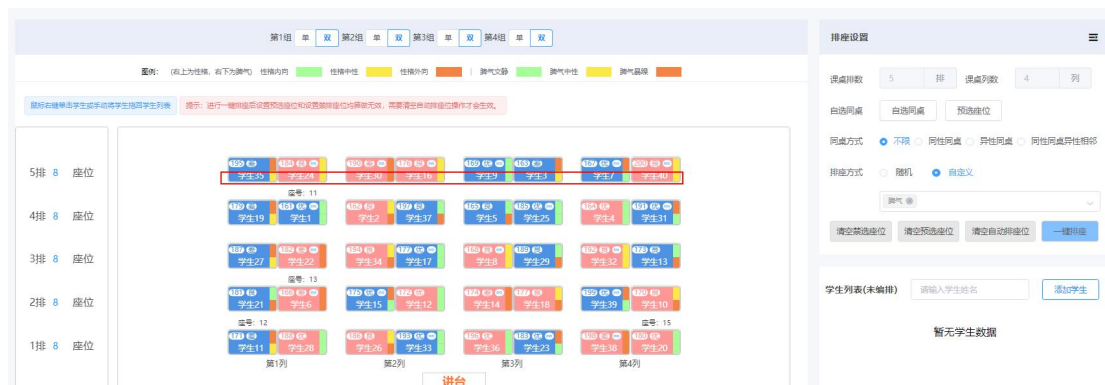 第1组 单 双 第2组 单 双 第3组 单 双 第4组 单 双
图例: (右上为性格, 右下为脾气) 性格内向 性格中性 性格外向 | 脾气文静 脾气中性 脾气暴躁
鼠标右键单击学生或手动将学生拖回学生列表 提示: 进行一键排座后设置预选座位和设置禁排座位均算做无效, 需要清空自动排座位操作才会生效。
5排 8 座位
学生35 学生24 学生30 学生16 学生9 学生3 学生7 学生40
座号: 11
4排 8 座位
学生19 学生1 学生2 学生37 学生5 学生25 学生4 学生31
3排 8 座位
学生27 学生22 学生34 学生17 学生8 学生29 学生32 学生13
座号: 13
2排 8 座位
学生21 学生6 学生15 学生12 学生14 学生18 学生39 学生10
座号: 12 座号: 15
1排 8 座位
学生11 学生28 学生26 学生33 学生36 学生23 学生38 学生20
第1列 第2列 第3列 第4列
讲台
排座设置
课桌排数 5 排 课桌列数 4 列
自选同桌 自选同桌 预选座位
同桌方式 不限 同性同桌 异性同桌 同桌异性相邻
排座方式 随机 自定义
脾气
清空禁选座位 清空预选座位 清空自动排座位 一键排座
学生列表(未编排) 请输入学生姓名 添加学生
暂无学生数据